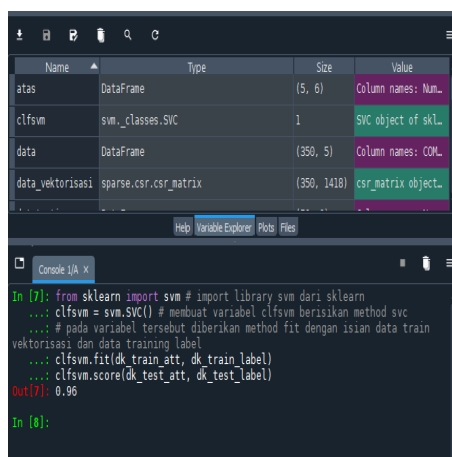 Name Type Size Value
atas DataFrame (5, 6) Column names: Num…
clfsvm svm._classes.SVC 1 SVC object of skl…
data DataFrame (350, 5) Column names: COM…
data_vektorisasi sparse.csr.csr_matrix (350, 1418) csr_matrix object…
Help Variable Explorer Plots Files
Console 1/A ×
In [7]: from sklearn import svm # import library svm dari sklearn
...: clfsvm = svm.SVC() # membuat variabel clfsvm berisikan method svc
...: # pada variabel tersebut diberikan method fit dengan isian data train
vektorisasi dan data training label
...: clfsvm.fit(dk_train_att, dk_train_label)
...: clfsvm.score(dk_test_att, dk_test_label)
Out[7]: 0.96
In [8]: